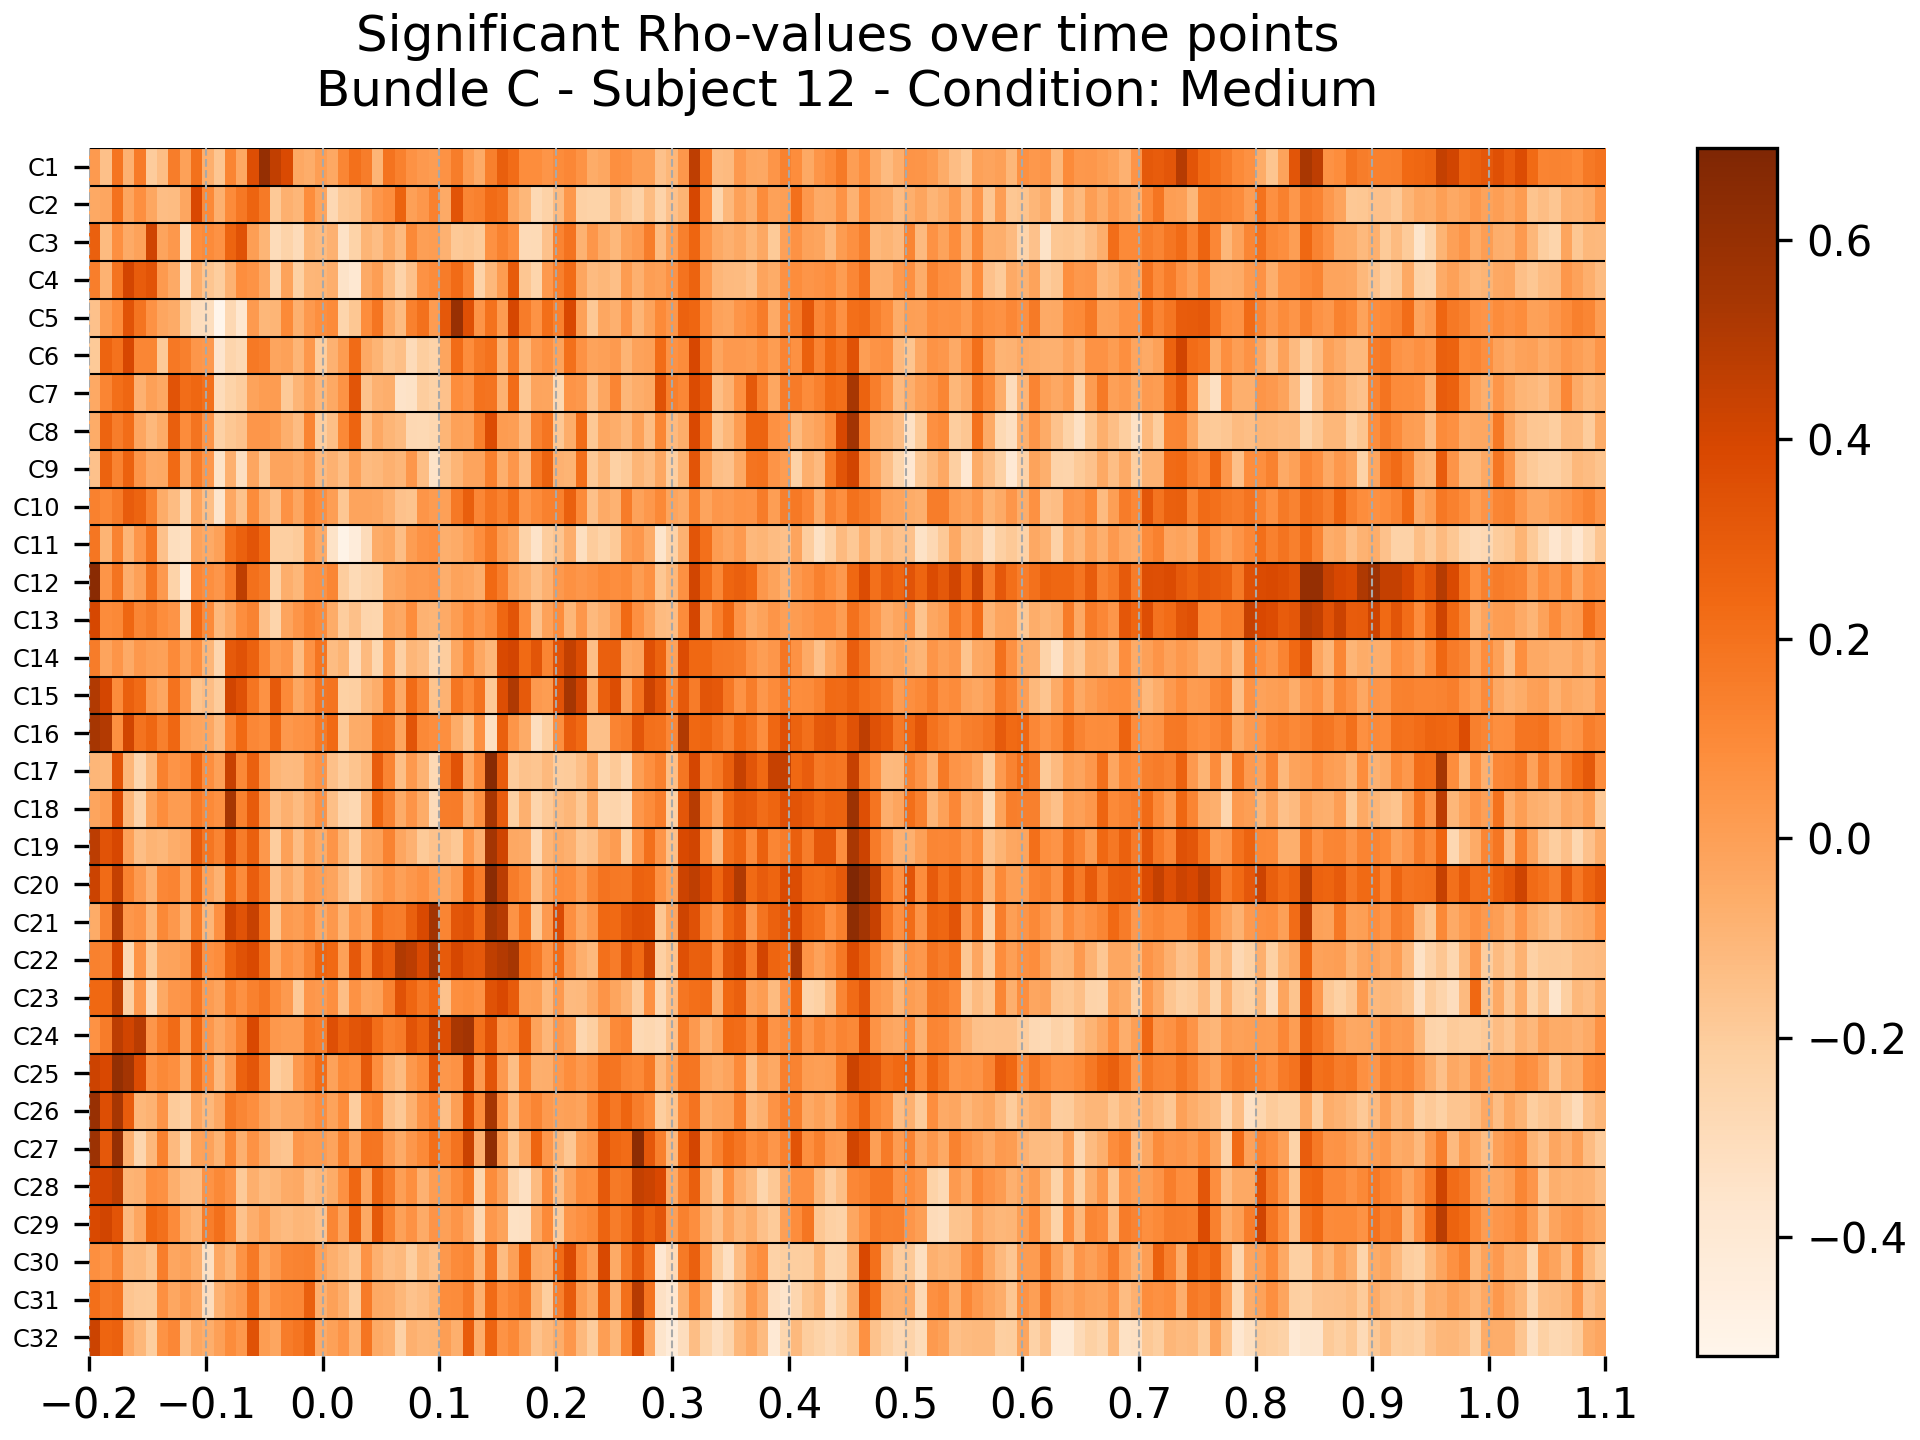 Significant Rho-values over time points
Bundle C - Subject 12 - Condition: Medium
C1
C2
C3
C4
C5
C6
C7
C8
C9
C10
C11
C12
C13
C14
C15
C16
C17
C18
C19
C20
C21
C22
C23
C24
C25
C26
C27
C28
C29
C30
C31
C32
−0.2 −0.1 0.0 0.1 0.2 0.3 0.4 0.5 0.6 0.7 0.8 0.9 1.0 1.1
0.6
0.4
0.2
0.0
−0.2
−0.4